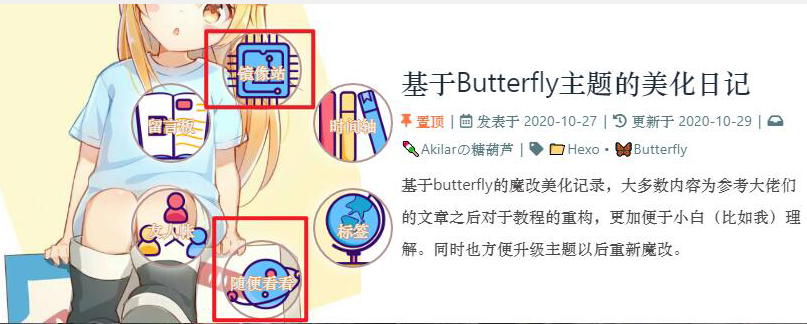 镜像站
留言板
时间轴
友人帐
标签
随便看看
基于Butterfly主题的美化日记
置顶 | 发表于 2020-10-27 | 更新于 2020-10-29 |
Akilarの糖葫芦 | Hexo • Butterfly
基于butterfly的魔改美化记录，大多数内容为参考大佬们
的文章之后对于教程的重构，更加便于小白（比如我）理
解。同时也方便升级主题以后重新魔改。